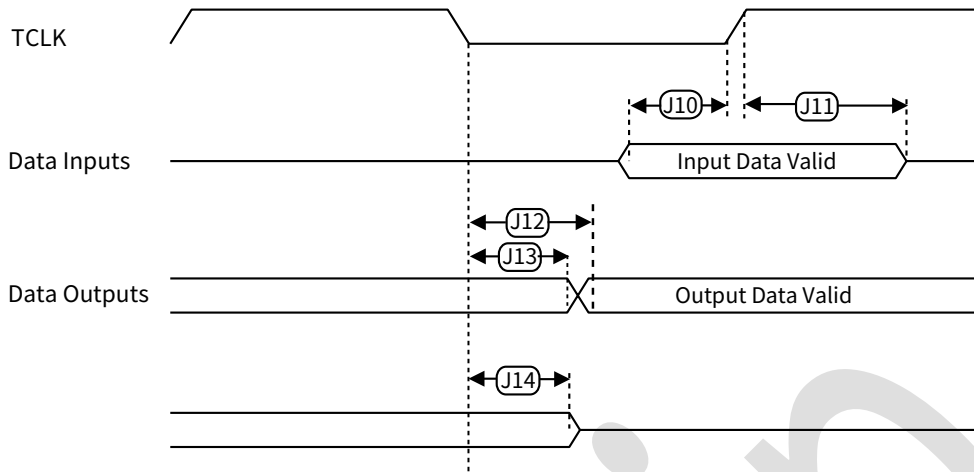 TCLK
J10
J11
Data Inputs
Input Data Valid
J12
J13
Data Outputs
Output Data Valid
J14